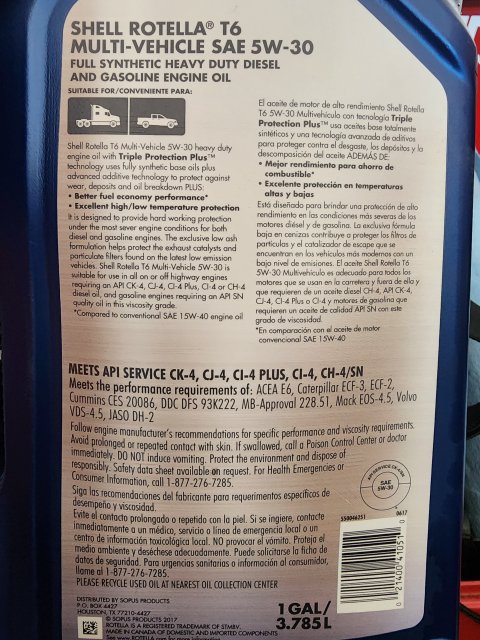 SHELL ROTELLA® T6
MULTI-VEHICLE SAE 5W-30
FULL SYNTHETIC HEAVY DUTY DIESEL
AND GASOLINE ENGINE OIL
SUITABLE FOR/CONVENIENTE PARA:
Shell Rotella T6 Multi-Vehicle 5W-30 heavy duty
engine oil with Triple Protection Plus™
technology uses fully synthetic base oils plus
advanced additive technology to protect against
wear, deposits and oil breakdown PLUS:
• Better fuel economy performance*
• Excellent high/low temperature protection
It is designed to provide hard working protection
under the most sever engine conditions for both
diesel and gasoline engines. The exclusive low ash
formulation helps protect the exhaust catalysts and
particulate filters found on the latest low emission
vehicles. Shell Rotella T6 Multi-Vehicle 5W-30 is
suitable for use in all on or off highway engines
requiring an API CK-4, CJ-4, CI-4 Plus, CI-4 or CH-4
diesel oil, and gasoline engines requiring an API SN
quality oil in this viscosity grade.
*Compared to conventional SAE 15W-40 engine oil
El aceite de motor de alto rendimiento Shell Rotella
T6 5W-30 Multivehículo con tecnología Triple
Protection Plus™ usa aceites base totalmente
sintéticos y una tecnología avanzada de aditivos
para proteger contra el desgaste, los depósitos y la
descomposición del aceite ADEMÁS DE:
• Mejor rendimiento para ahorro de
combustible*
• Excelente protección en temperaturas
altas y bajas
Está diseñado para brindar una protección de alto
rendimiento en las condiciones más severas de los
motores diésel y de gasolina. La exclusiva fórmula
baja en cenizas contribuye a proteger los filtros de
partículas y el catalizador de escape que se
encuentran en los vehículos más modernos con un
bajo nivel de emisiones. El aceite Shell Rotella T6
5W-30 Multivehículo es adecuado para todos los
motores que se usan en la carretera y fuera de ella y
que requieren de un aceite diesel CH-4, API CK-4,
CJ-4, CI-4 Plus o CI-4 y motores de gasolina que
requieren un aceite de calidad API SN con este
grado de viscosidad.
*En comparación con el aceite de motor
convencional SAE 15W-40
MEETS API SERVICE CK-4, CJ-4, CI-4 PLUS, CI-4, CH-4/SN
Meets the performance requirements of: ACEA E6, Caterpillar ECF-3, ECF-2,
Cummins CES 20086, DDC DFS 93K222, MB-Approval 228.51, Mack EOS-4.5, Volvo
VDS-4.5, JASO DH-2
Follow engine manufacturer's recommendations for specific performance and viscosity requirements.
Avoid prolonged or repeated contact with skin. If swallowed, call a Poison Control Center or doctor
immediately. DO NOT induce vomiting. Protect the environment and dispose of
responsibly. Safety data sheet available on request. For Health Emergencies or
Consumer Information, call 1-877-276-7285.
Siga las recomendaciones del fabricante para requerimientos específicos de
desempeño y viscosidad.
Evite el contacto prolongado o repetido con la piel. Si se ingiere, contacte
inmediatamente a un médico, servicio o línea de emergencia local o un
centro de información toxicológica local. NO provocar el vómito. Proteja el
medio ambiente y deséchese adecuadamente. Puede solicitarse la ficha de
datos de seguridad. Para urgencias sanitarias o información al consumidor,
llame al 1-877-276-7285.
PLEASE RECYCLE USED OIL AT NEAREST OIL COLLECTION CENTER
API SERVICE CK-4/SN
SAE
5W-30
550046251 0617
0 21400 41051 0
DISTRIBUTED BY SOPUS PRODUCTS
P.O. BOX 4427
HOUSTON, TX 77210-4427
© SOPUS PRODUCTS 2017
ROTELLA IS A REGISTERED TRADEMARK OF STMBV.
MADE IN CANADA OF DOMESTIC AND IMPORTED COMPONENTS
1 GAL/
3.785L